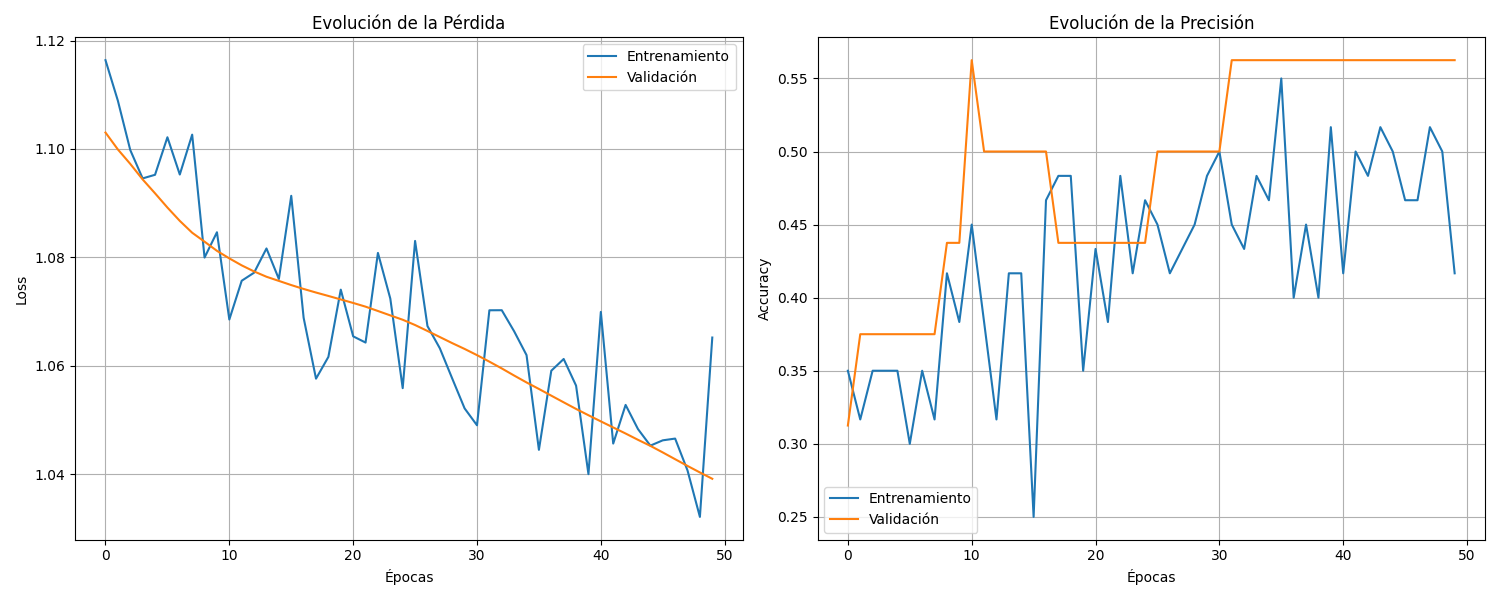 Evolución de la Pérdida
1.12
1.10
1.08
1.06
1.04
Loss
Entrenamiento
Validación
0 10 20 30 40 50
Épocas
Evolución de la Precisión
0.55
0.50
0.45
0.40
0.35
0.30
0.25
Accuracy
Entrenamiento
Validación
0 10 20 30 40 50
Épocas